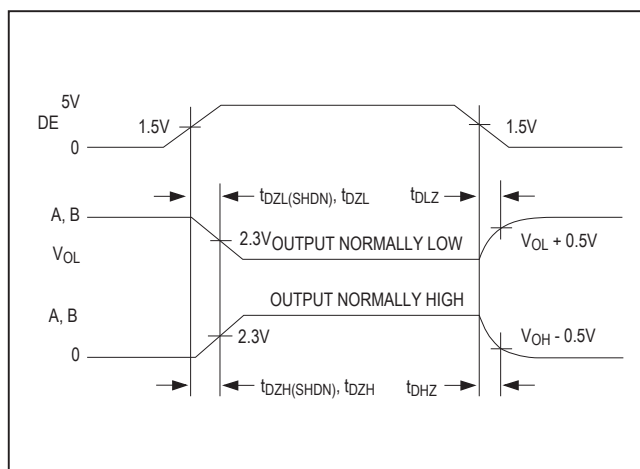 5V
DE
1.5V
1.5V
0
tDZL(SHDN), tDZL
tDLZ
A, B
2.3V
OUTPUT NORMALLY LOW
VOL + 0.5V
VOL
OUTPUT NORMALLY HIGH
A, B
2.3V
VOH - 0.5V
0
tDZH(SHDN), tDZH
tDHZ